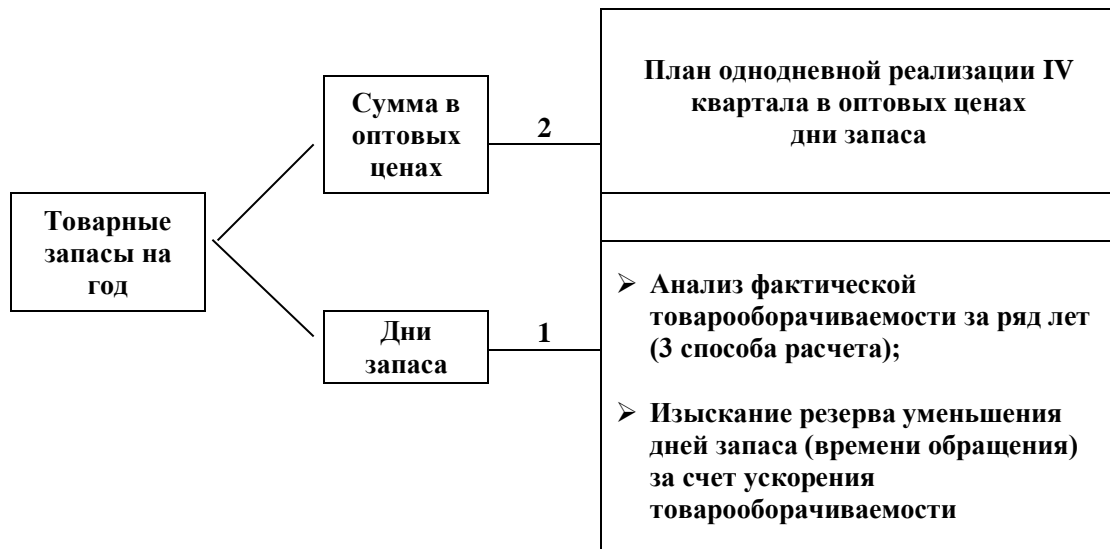 Товарные
запасы на
год
Сумма в
оптовых
ценах
2
План однодневной реализации IV
квартала в оптовых ценах
дни запаса
Дни
запаса
1
➢ Анализ фактической
товарооборачиваемости за ряд лет
(3 способа расчета);
➢ Изыскание резерва уменьшения
дней запаса (времени обращения)
за счет ускорения
товарооборачиваемости